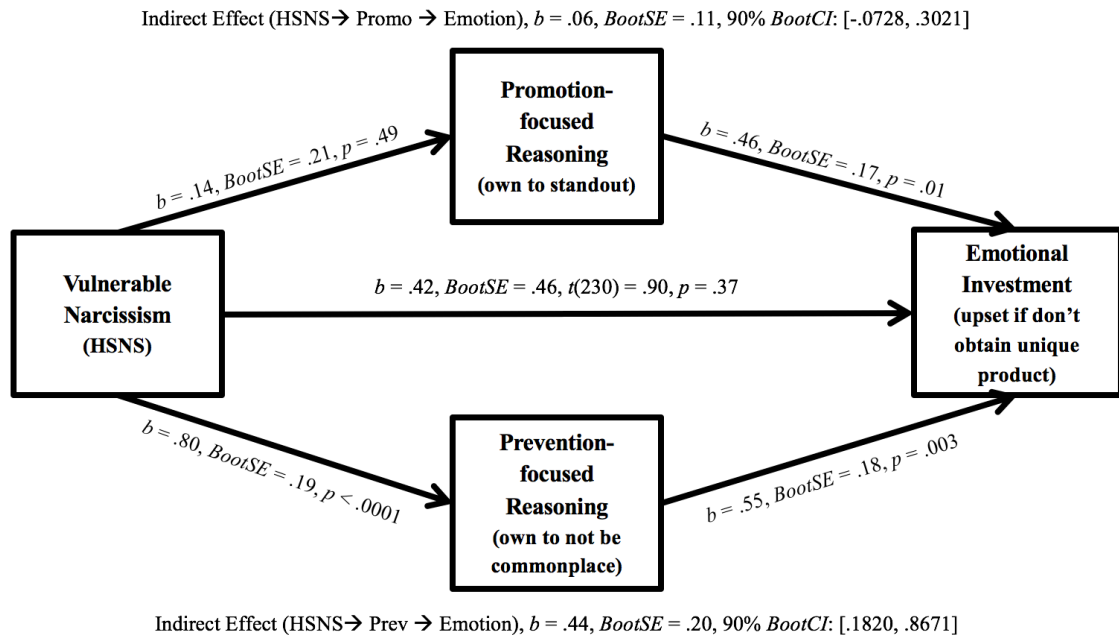 Indirect Effect (HSNS→ Promo → Emotion), b = .06, BootSE = .11, 90% BootCI: [-.0728, .3021]
Promotion-
focused
Reasoning
(own to standout)
b = .14, BootSE = .21, p = .49
b = .46, BootSE = .17, p = .01
Vulnerable
Narcissism
(HSNS)
b = .42, BootSE = .46, t(230) = .90, p = .37
Emotional
Investment
(upset if don’t
obtain unique
product)
b = .80, BootSE = .19, p < .0001
Prevention-
focused
Reasoning
(own to not be
commonplace)
b = .55, BootSE = .18, p = .003
Indirect Effect (HSNS→ Prev → Emotion), b = .44, BootSE = .20, 90% BootCI: [.1820, .8671]